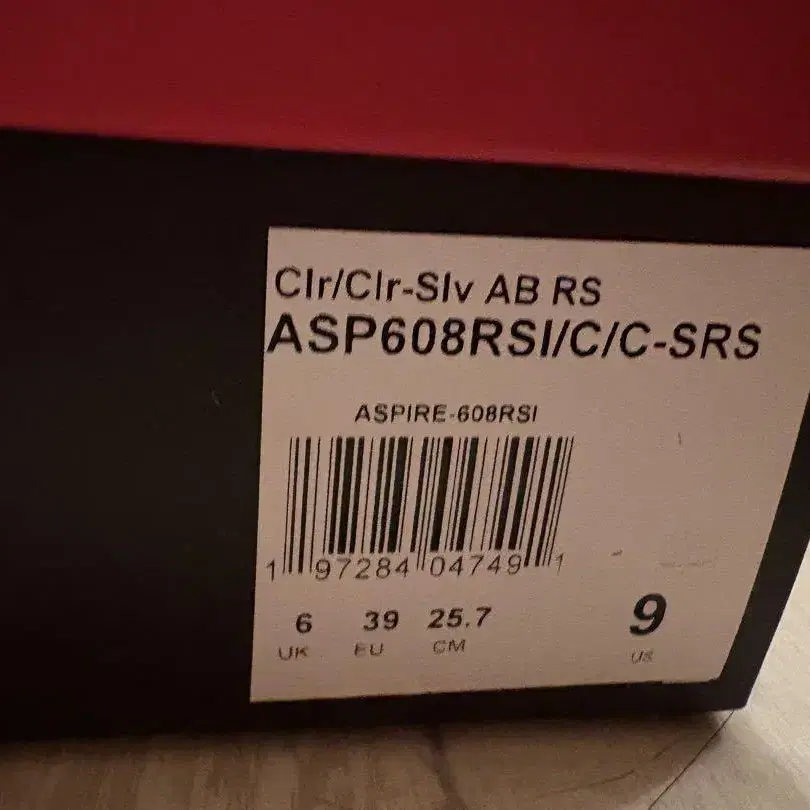 Clr/Clr-Slv AB RS
ASP608RSI/C/C-SRS
ASPIRE-608RSI
1 97284 04749 1
6 39 25.7 9
UK EU CM US